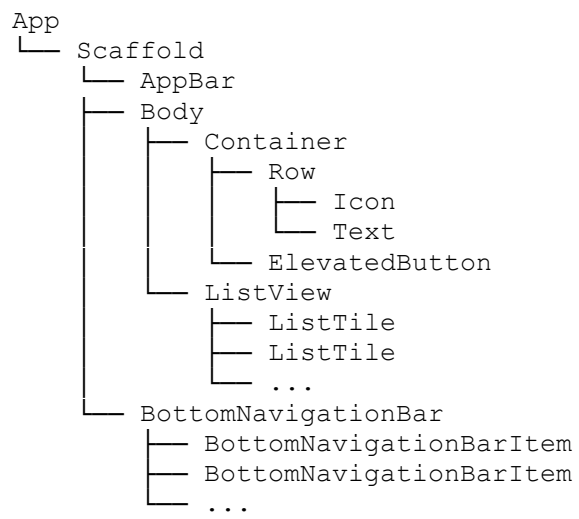 App
└── Scaffold
    └── AppBar
    ├── Body
    │   ├── Container
    │   │   ├── Row
    │   │   │   ├── Icon
    │   │   │   └── Text
    │   │   └── ElevatedButton
    │   └── ListView
    │       ├── ListTile
    │       ├── ListTile
    │       └── ...
    └── BottomNavigationBar
        ├── BottomNavigationBarItem
        ├── BottomNavigationBarItem
        └── ...